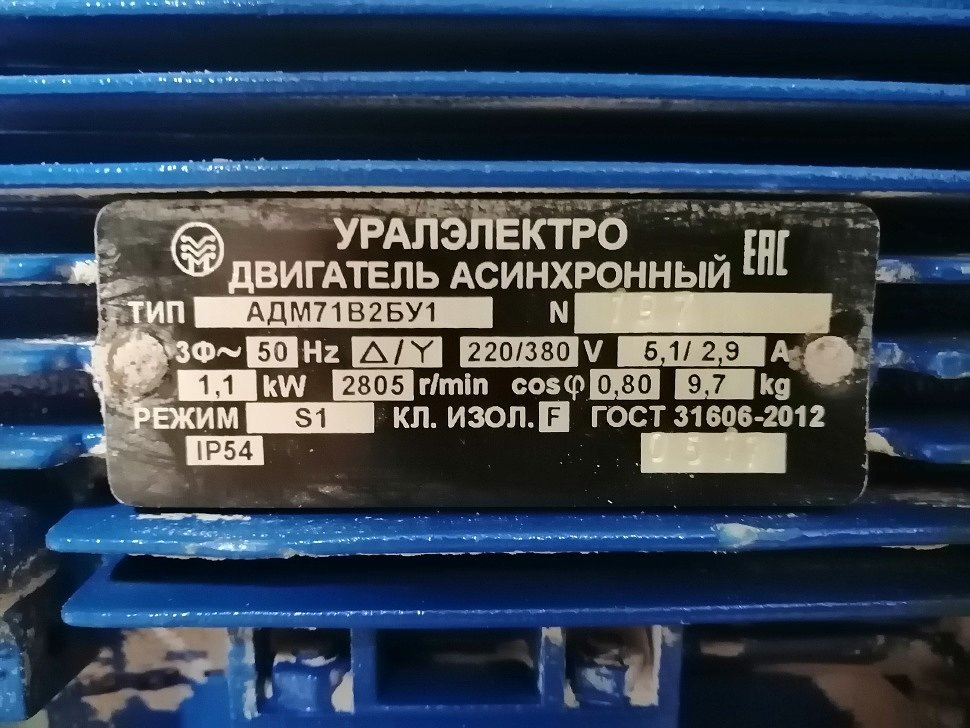 УРАЛЭЛЕКТРО
ДВИГАТЕЛЬ АСИНХРОННЫЙ EAC
ТИП АДМ71В2БУ1 N 797
3Ф~ 50 Hz △/Y 220/380 V 5,1/2,9 A
1,1 kW 2805 r/min cosφ 0,80 9,7 kg
РЕЖИМ S1 КЛ. ИЗОЛ. F ГОСТ 31606-2012
IP54